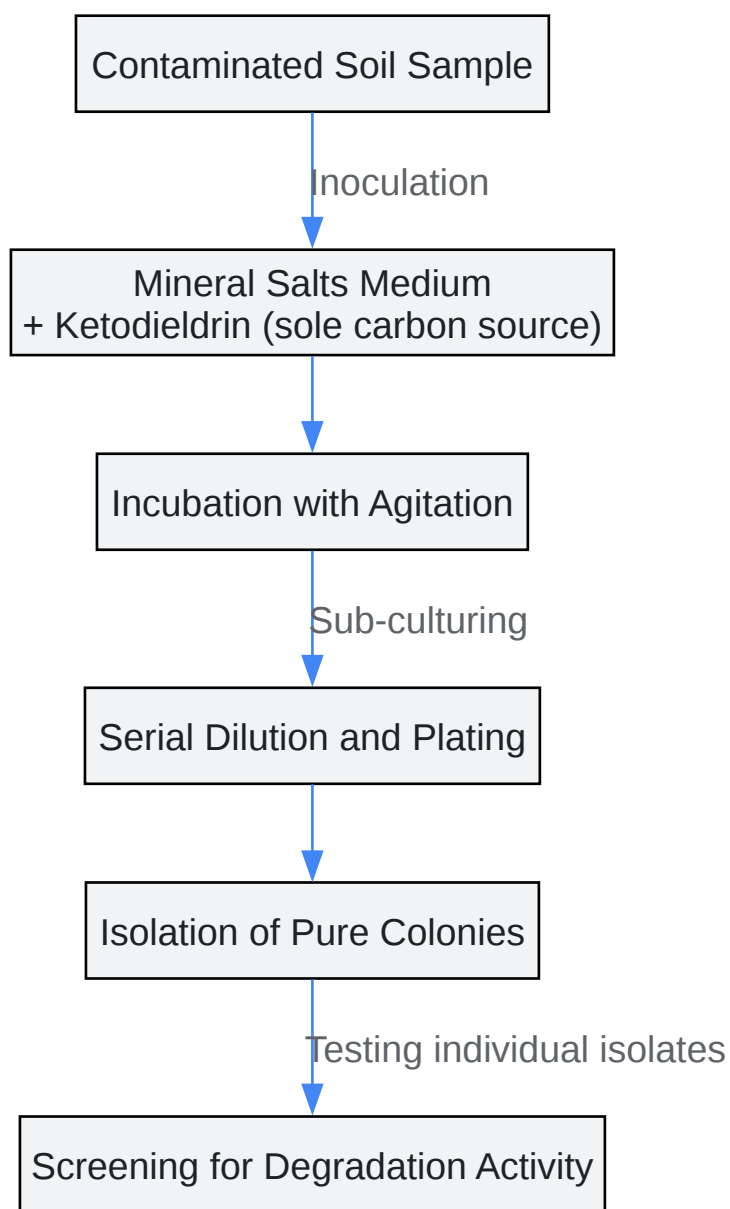 Contaminated Soil Sample
Inoculation
Mineral Salts Medium
+ Ketodieldrin (sole carbon source)
Incubation with Agitation
Sub-culturing
Serial Dilution and Plating
Isolation of Pure Colonies
Testing individual isolates
Screening for Degradation Activity